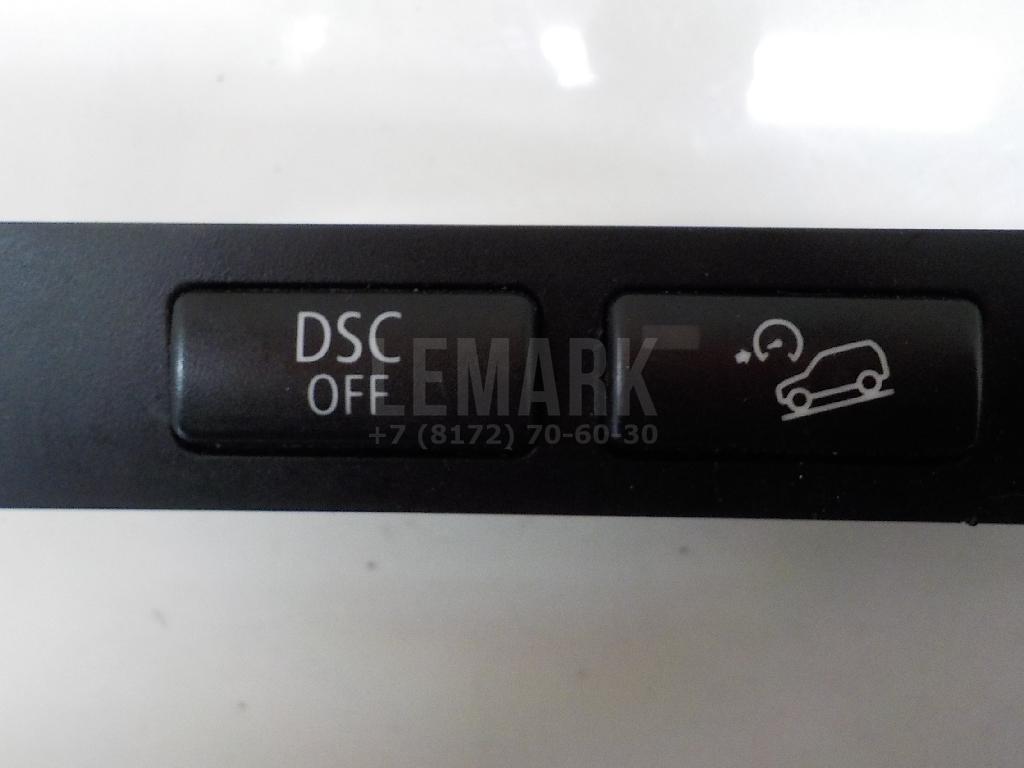 DSC
OFF
LEMARK
+7 (8172) 70-60-30